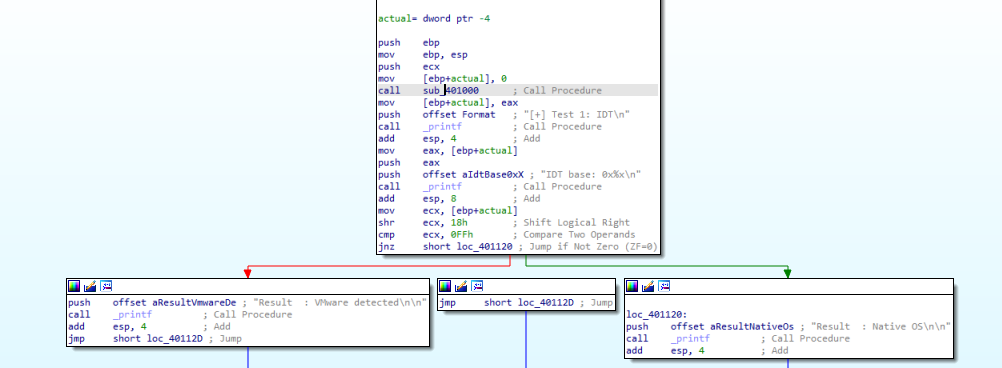 actual= dword ptr -4
push ebp
mov ebp, esp
push ecx
mov [ebp+actual], 0
call sub_401000 ; Call Procedure
mov [ebp+actual], eax
push offset Format ; "[+] Test 1: IDT\n"
call _printf ; Call Procedure
add esp, 4 ; Add
mov eax, [ebp+actual]
push eax
push offset aIdtBase0xX ; "IDT base: 0x%x\n"
call _printf ; Call Procedure
add esp, 8 ; Add
mov ecx, [ebp+actual]
shr ecx, 18h ; Shift Logical Right
cmp ecx, 0FFh ; Compare Two Operands
jnz short loc_401120 ; Jump if Not Zero (ZF=0)
push offset aResultVmwareDe ; "Result  : VMware detected\n\n"
call _printf ; Call Procedure
add esp, 4 ; Add
jmp short loc_40112D ; Jump
jmp short loc_40112D ; Jump
loc_401120:
push offset aResultNativeOs ; "Result  : Native OS\n\n"
call _printf ; Call Procedure
add esp, 4 ; Add